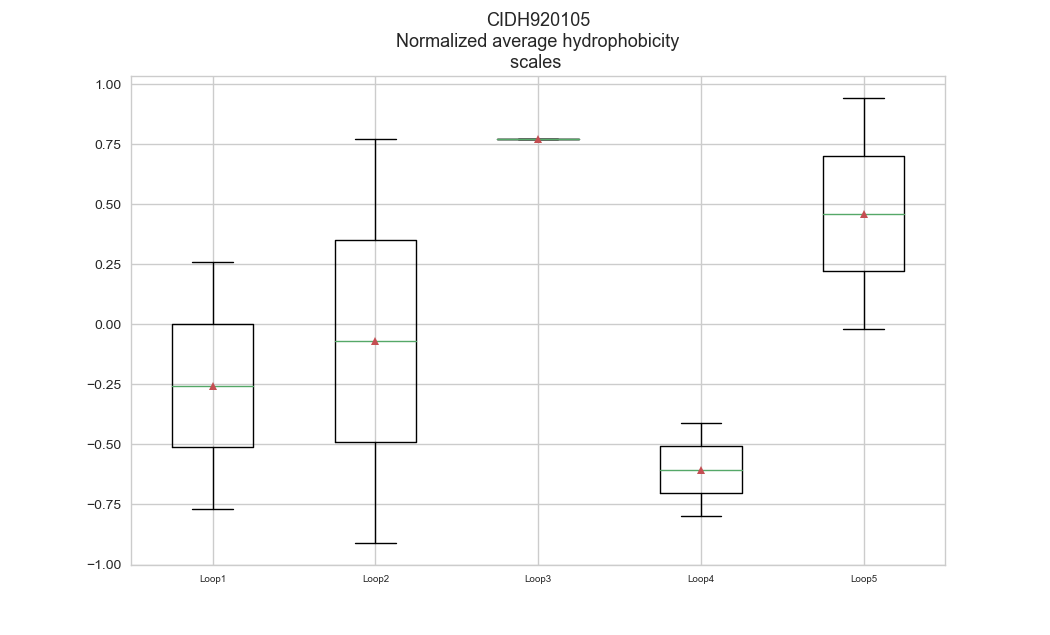 CIDH920105
Normalized average hydrophobicity
scales
1.00
0.75
0.50
0.25
0.00
−0.25
−0.50
−0.75
−1.00
Loop1 Loop2 Loop3 Loop4 Loop5